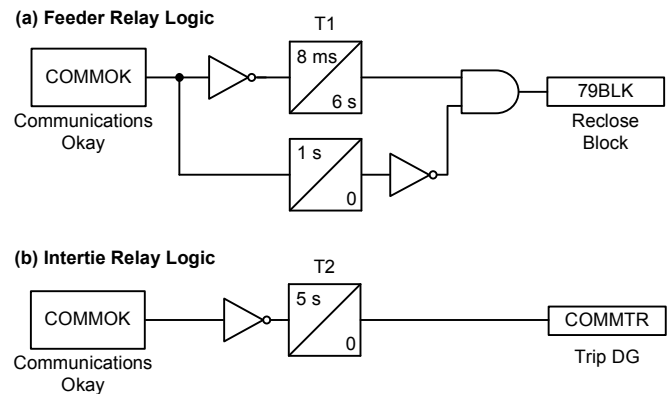 (a) Feeder Relay Logic
T1
COMMOK
Communications
Okay
8 ms
6 s
1 s
0
79BLK
Reclose
Block
(b) Intertie Relay Logic
T2
COMMOK
Communications
Okay
5 s
0
COMMTR
Trip DG